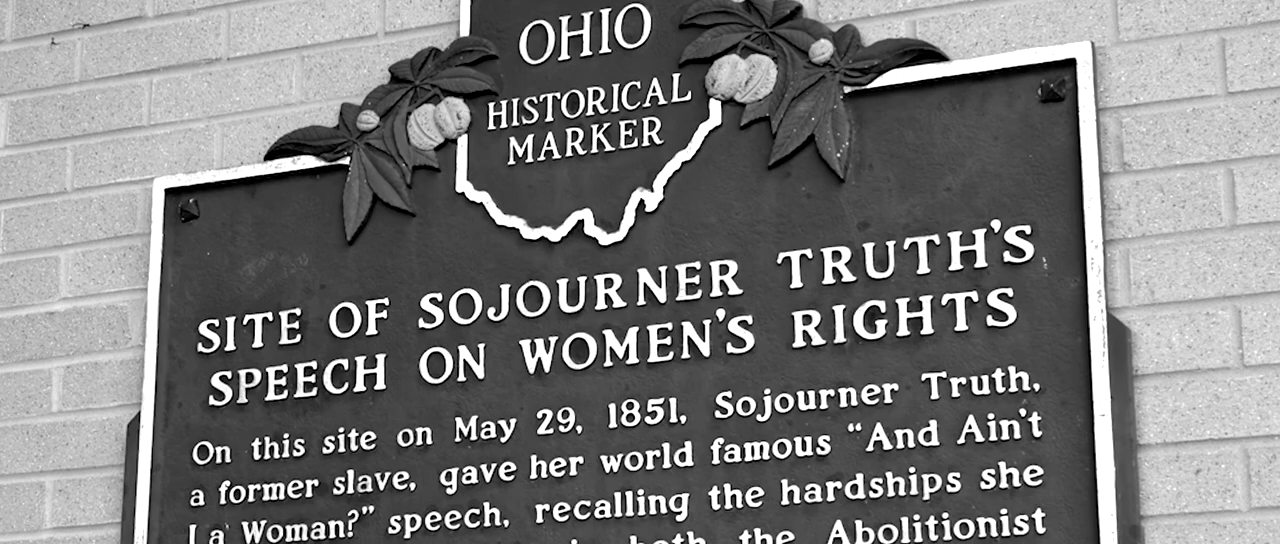 OHIO
HISTORICAL
MARKER
SITE OF SOJOURNER TRUTH'S
SPEECH ON WOMEN'S RIGHTS
On this site on May 29, 1851, Sojourner Truth,
a former slave, gave her world famous “And Ain't
I a Woman?” speech, recalling the hardships she
both the Abolitionist